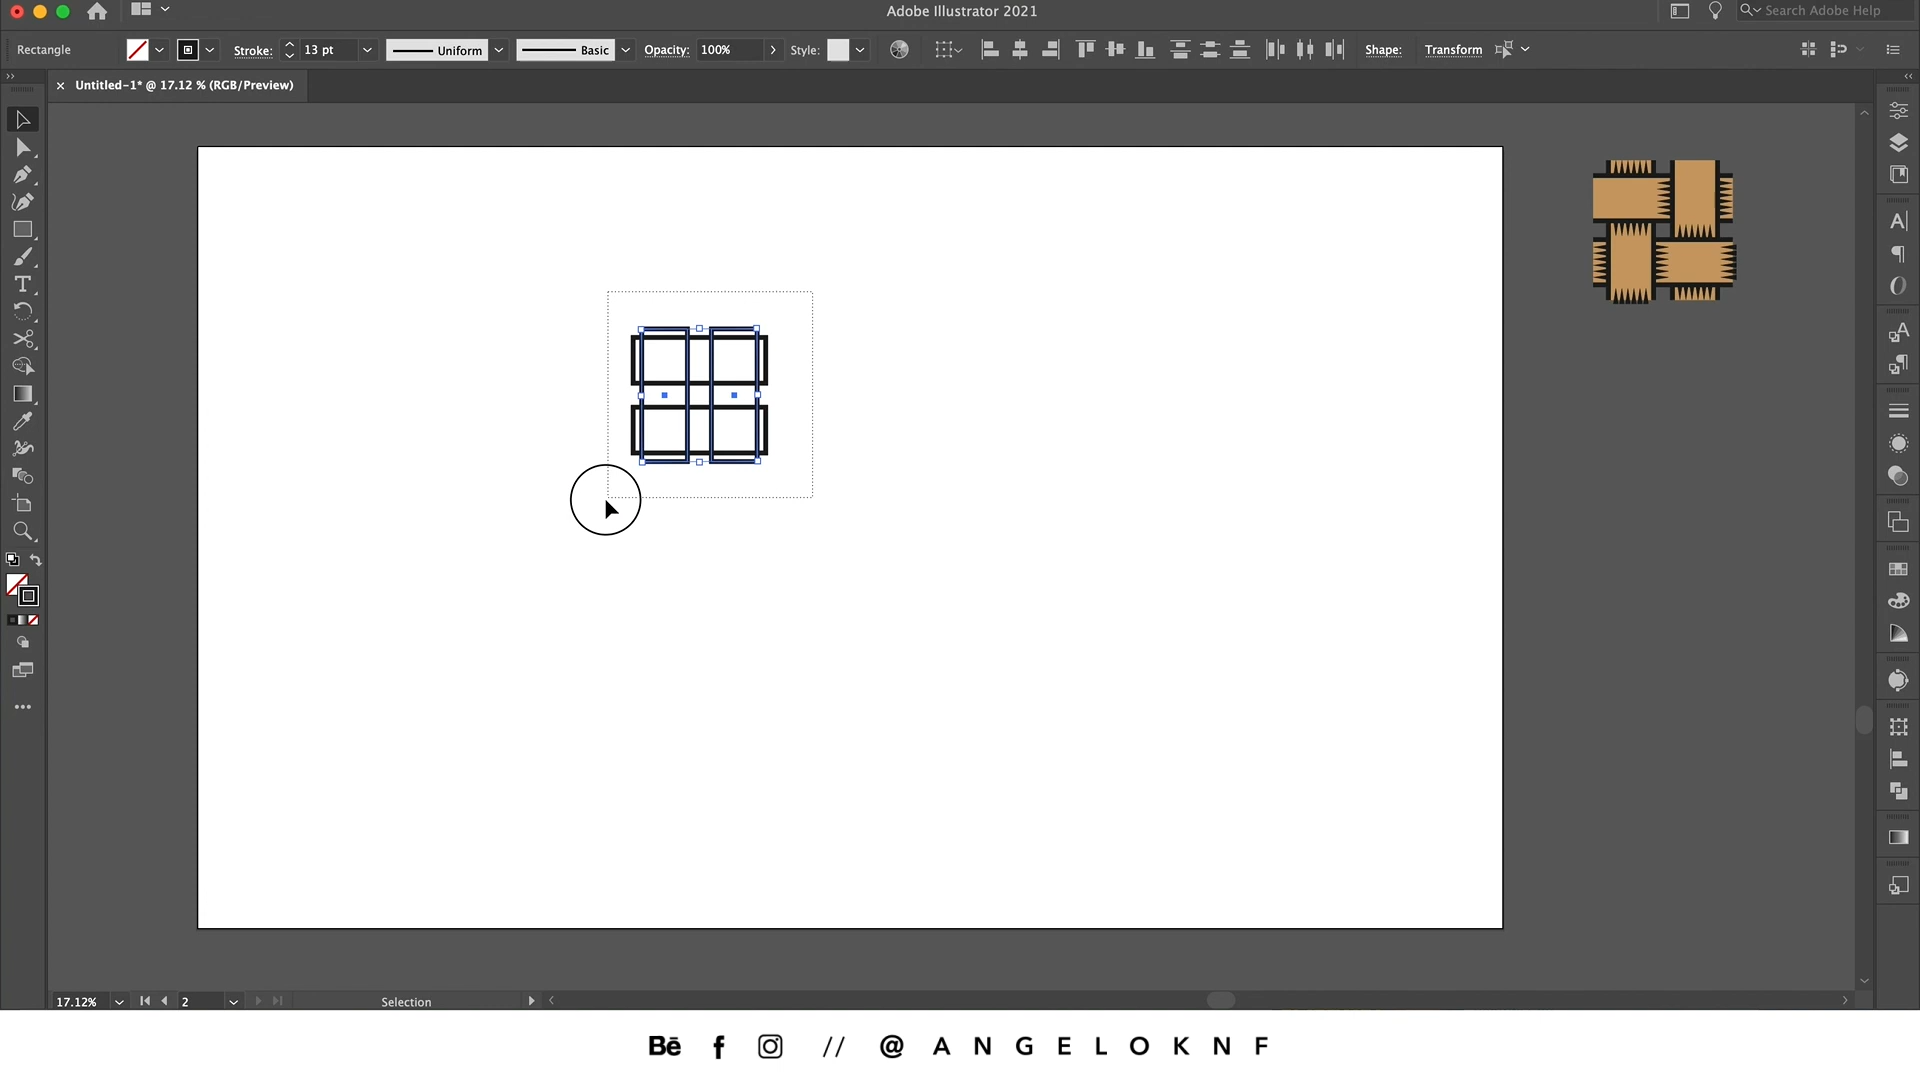 Adobe Illustrator 2021
Search Adobe Help
Rectangle Stroke: 13 pt Uniform Basic Opacity: 100% Style: Shape: Transform
Untitled-1* @ 17.12 % (RGB/Preview)
17.12% 2 Selection
Bē f // @ANGELOKNF